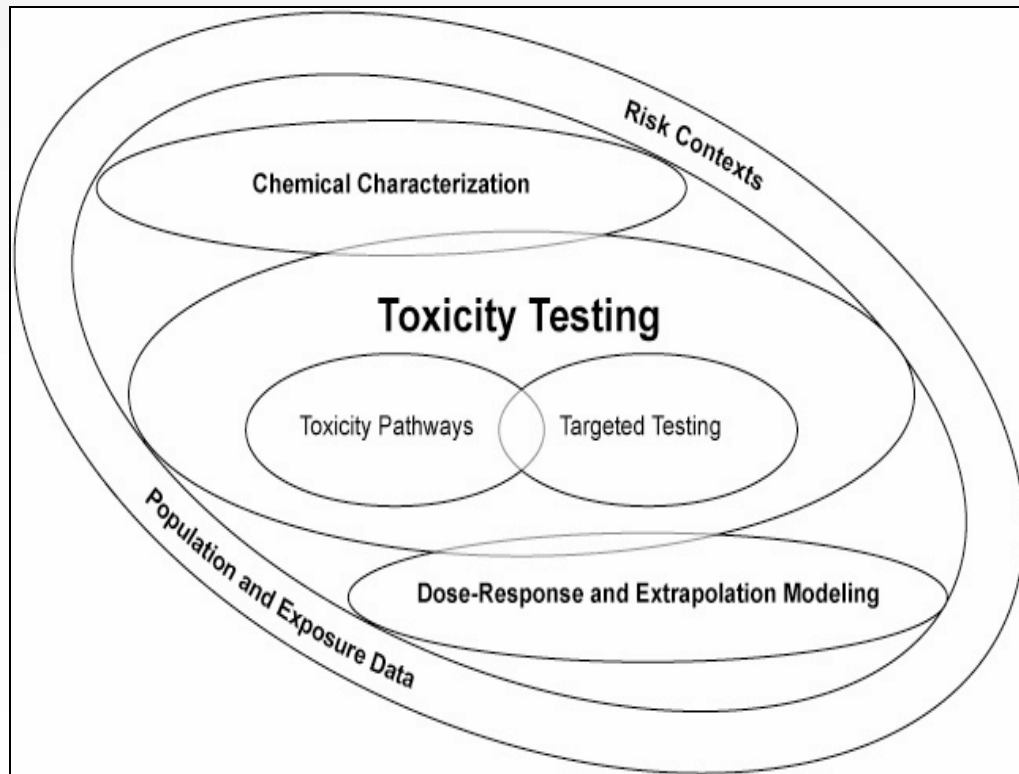 Risk Contexts
Chemical Characterization
Toxicity Testing
Toxicity Pathways
Targeted Testing
Population and Exposure Data
Dose-Response and Extrapolation Modeling